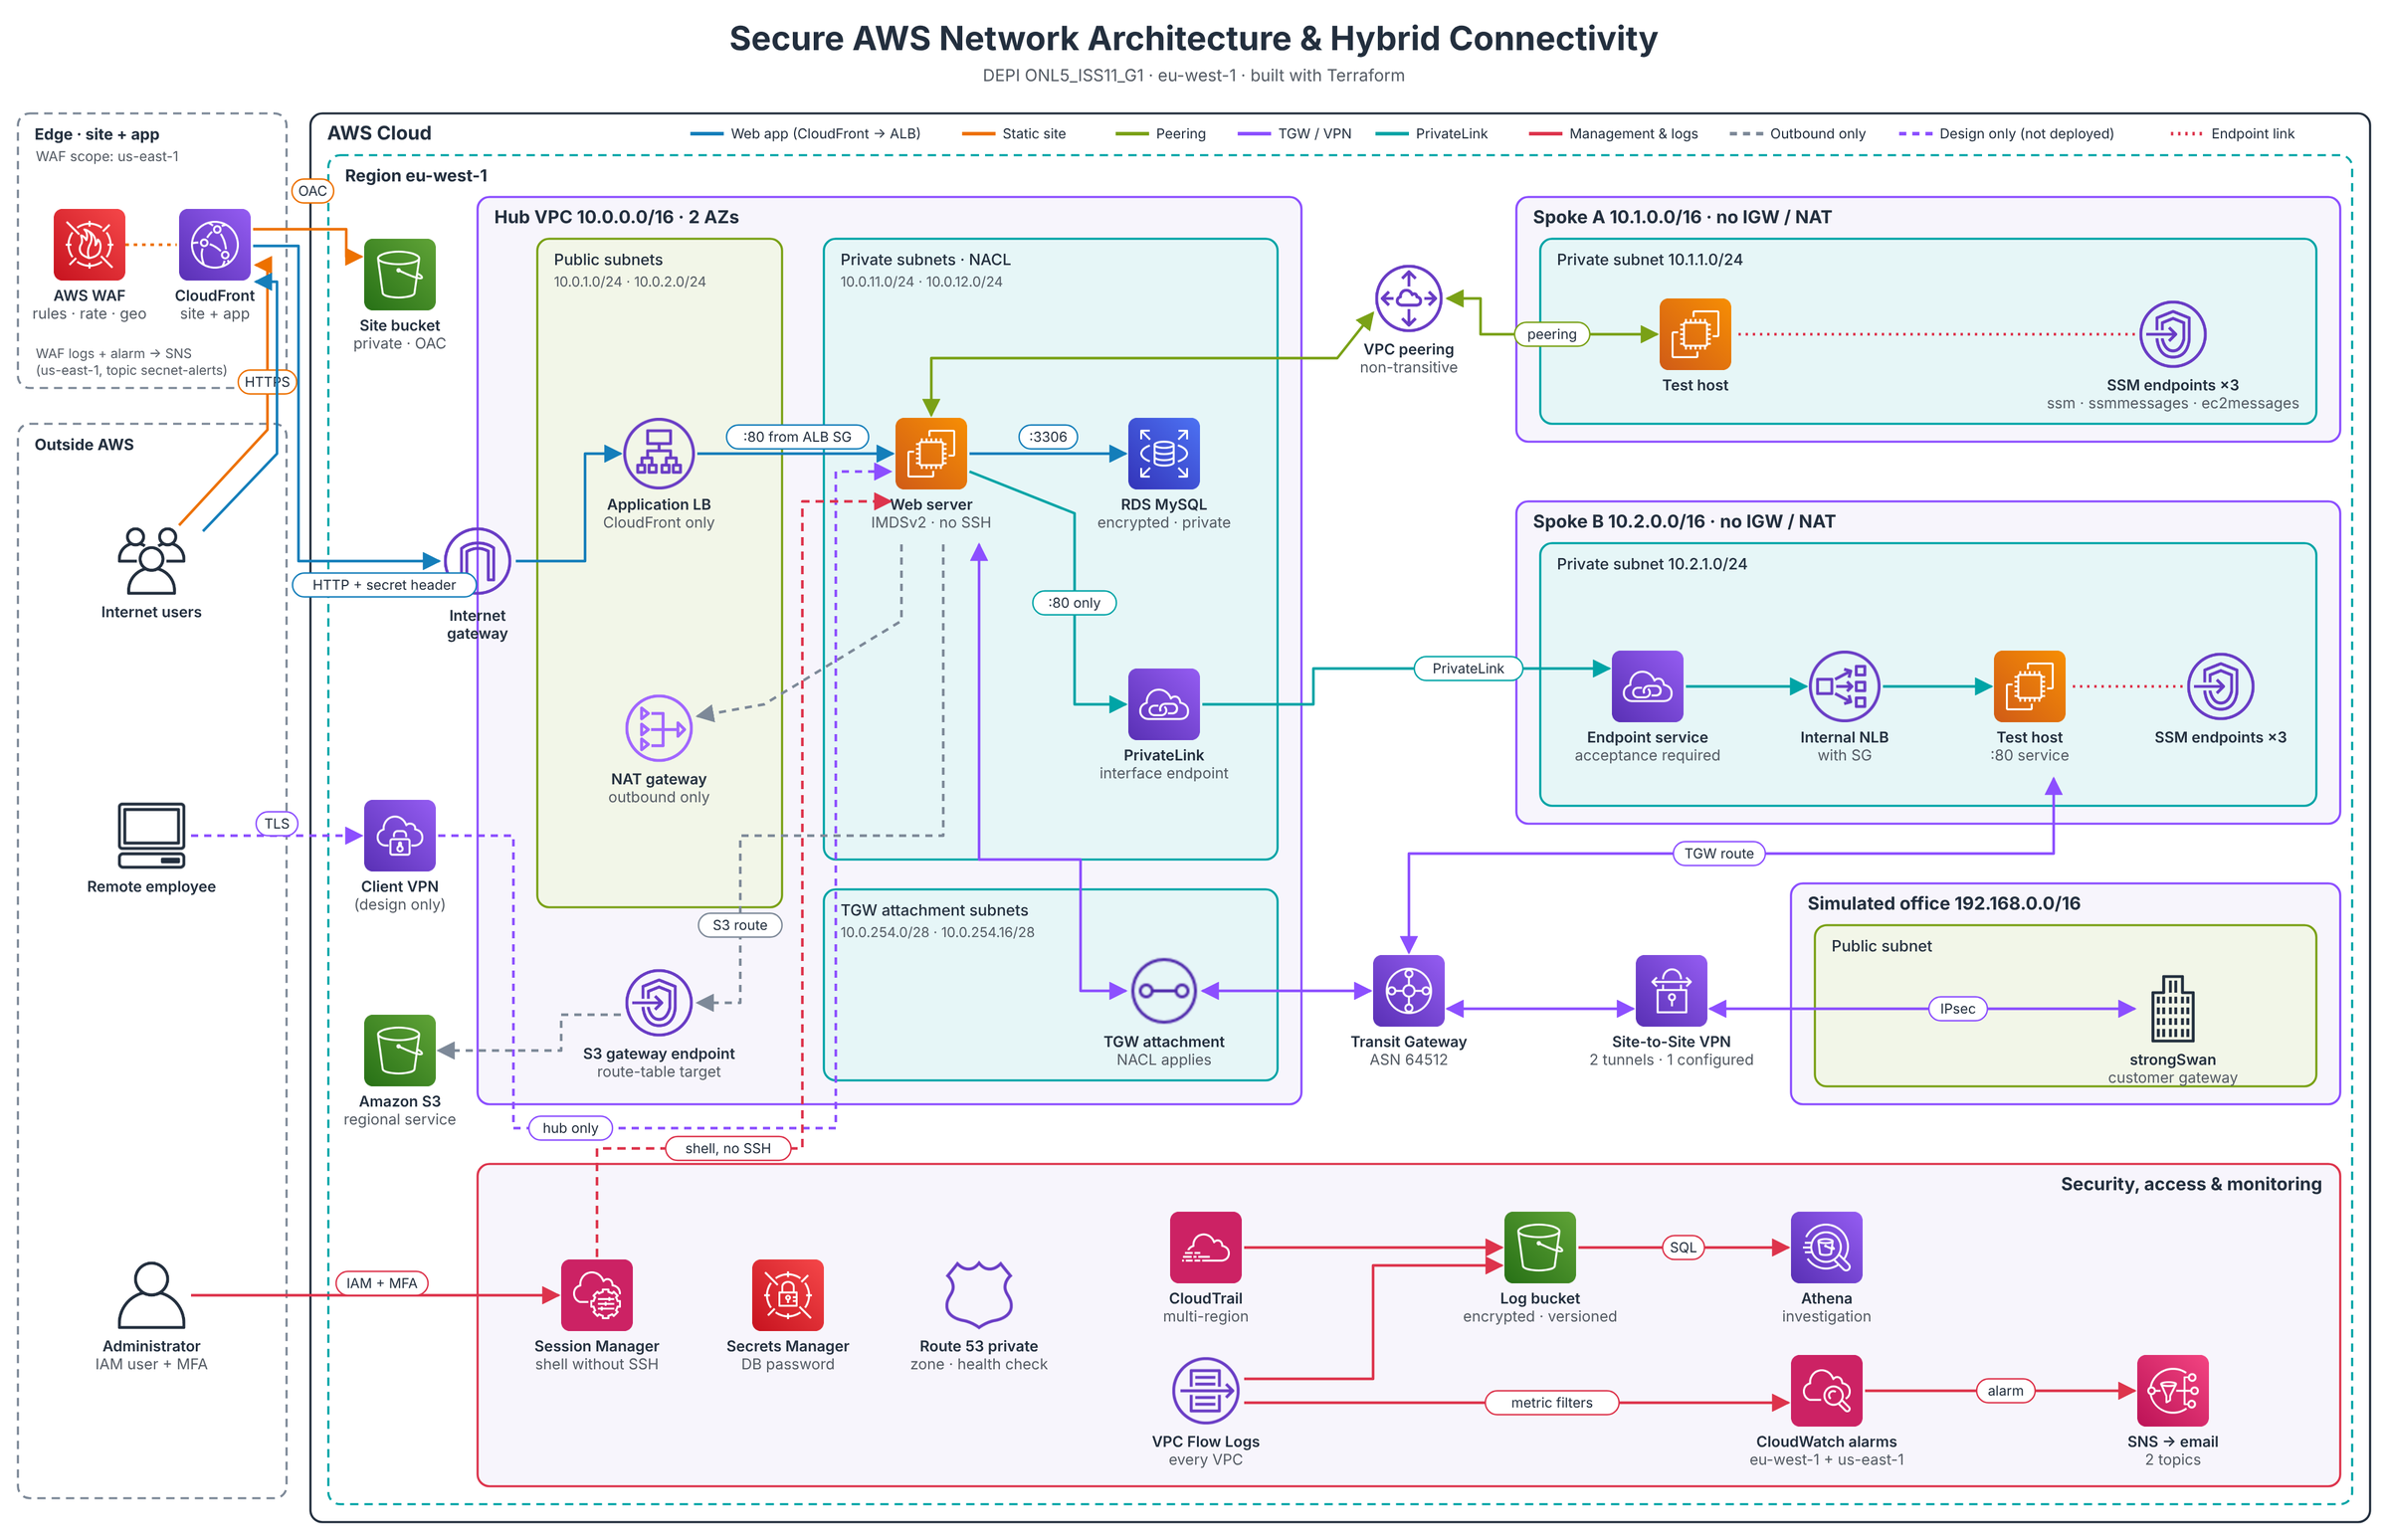 Secure AWS Network Architecture & Hybrid Connectivity
DEPI ONL5_ISS11_G1 · eu-west-1 · built with Terraform
Edge · site + app
WAF scope: us-east-1
AWS WAF
rules · rate · geo
CloudFront
site + app
WAF logs + alarm → SNS
(us-east-1, topic secnet-alerts)
HTTPS
OAC
Outside AWS
Internet users
Remote employee
TLS
Administrator
IAM user + MFA
IAM + MFA
AWS Cloud
Web app (CloudFront → ALB)
Static site
Peering
TGW / VPN
PrivateLink
Management & logs
Outbound only
Design only (not deployed)
Endpoint link
Region eu-west-1
Site bucket
private · OAC
HTTP + secret header
Internet
gateway
Client VPN
(design only)
Amazon S3
regional service
Hub VPC 10.0.0.0/16 · 2 AZs
Public subnets
10.0.1.0/24 · 10.0.2.0/24
Application LB
CloudFront only
NAT gateway
outbound only
S3 route
S3 gateway endpoint
route-table target
hub only
shell, no SSH
Private subnets · NACL
10.0.11.0/24 · 10.0.12.0/24
:80 from ALB SG
Web server
IMDSv2 · no SSH
:3306
RDS MySQL
encrypted · private
:80 only
PrivateLink
interface endpoint
TGW attachment subnets
10.0.254.0/28 · 10.0.254.16/28
TGW attachment
NACL applies
VPC peering
non-transitive
peering
Spoke A 10.1.0.0/16 · no IGW / NAT
Private subnet 10.1.1.0/24
Test host
SSM endpoints ×3
ssm · ssmmessages · ec2messages
Spoke B 10.2.0.0/16 · no IGW / NAT
Private subnet 10.2.1.0/24
PrivateLink
Endpoint service
acceptance required
Internal NLB
with SG
Test host
:80 service
SSM endpoints ×3
TGW route
Transit Gateway
ASN 64512
Site-to-Site VPN
2 tunnels · 1 configured
Simulated office 192.168.0.0/16
Public subnet
IPsec
strongSwan
customer gateway
Security, access & monitoring
Session Manager
shell without SSH
Secrets Manager
DB password
Route 53 private
zone · health check
CloudTrail
multi-region
Log bucket
encrypted · versioned
SQL
Athena
investigation
VPC Flow Logs
every VPC
metric filters
CloudWatch alarms
eu-west-1 + us-east-1
alarm
SNS → email
2 topics